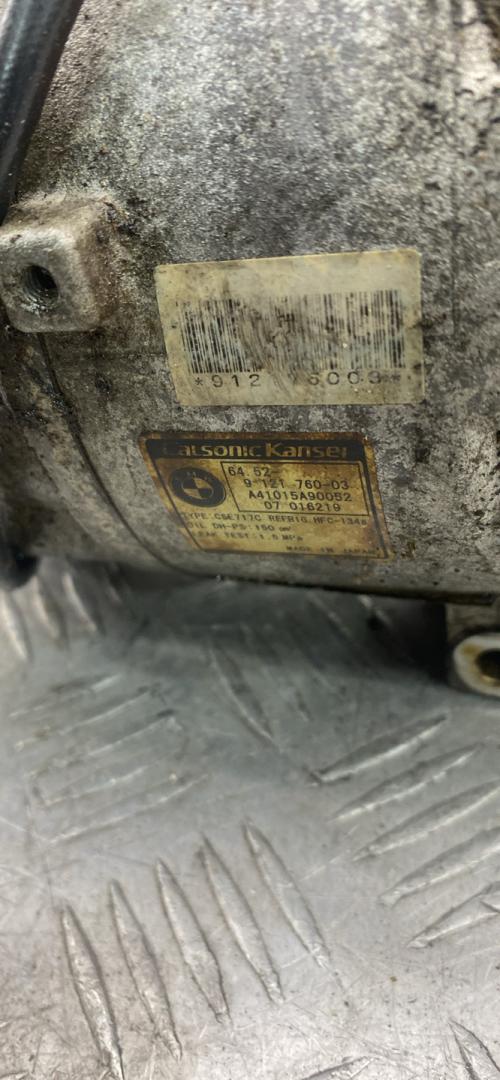 *912
Calsonic Kansei
64.52-
9 121 760-03
A41015A90052
07 016219
TYPE:CSE717C REFRIG.HFC-134a
OIL DH-PS:150 cm³
LEAK TEST:1.5 MPa
MADE IN JAPAN